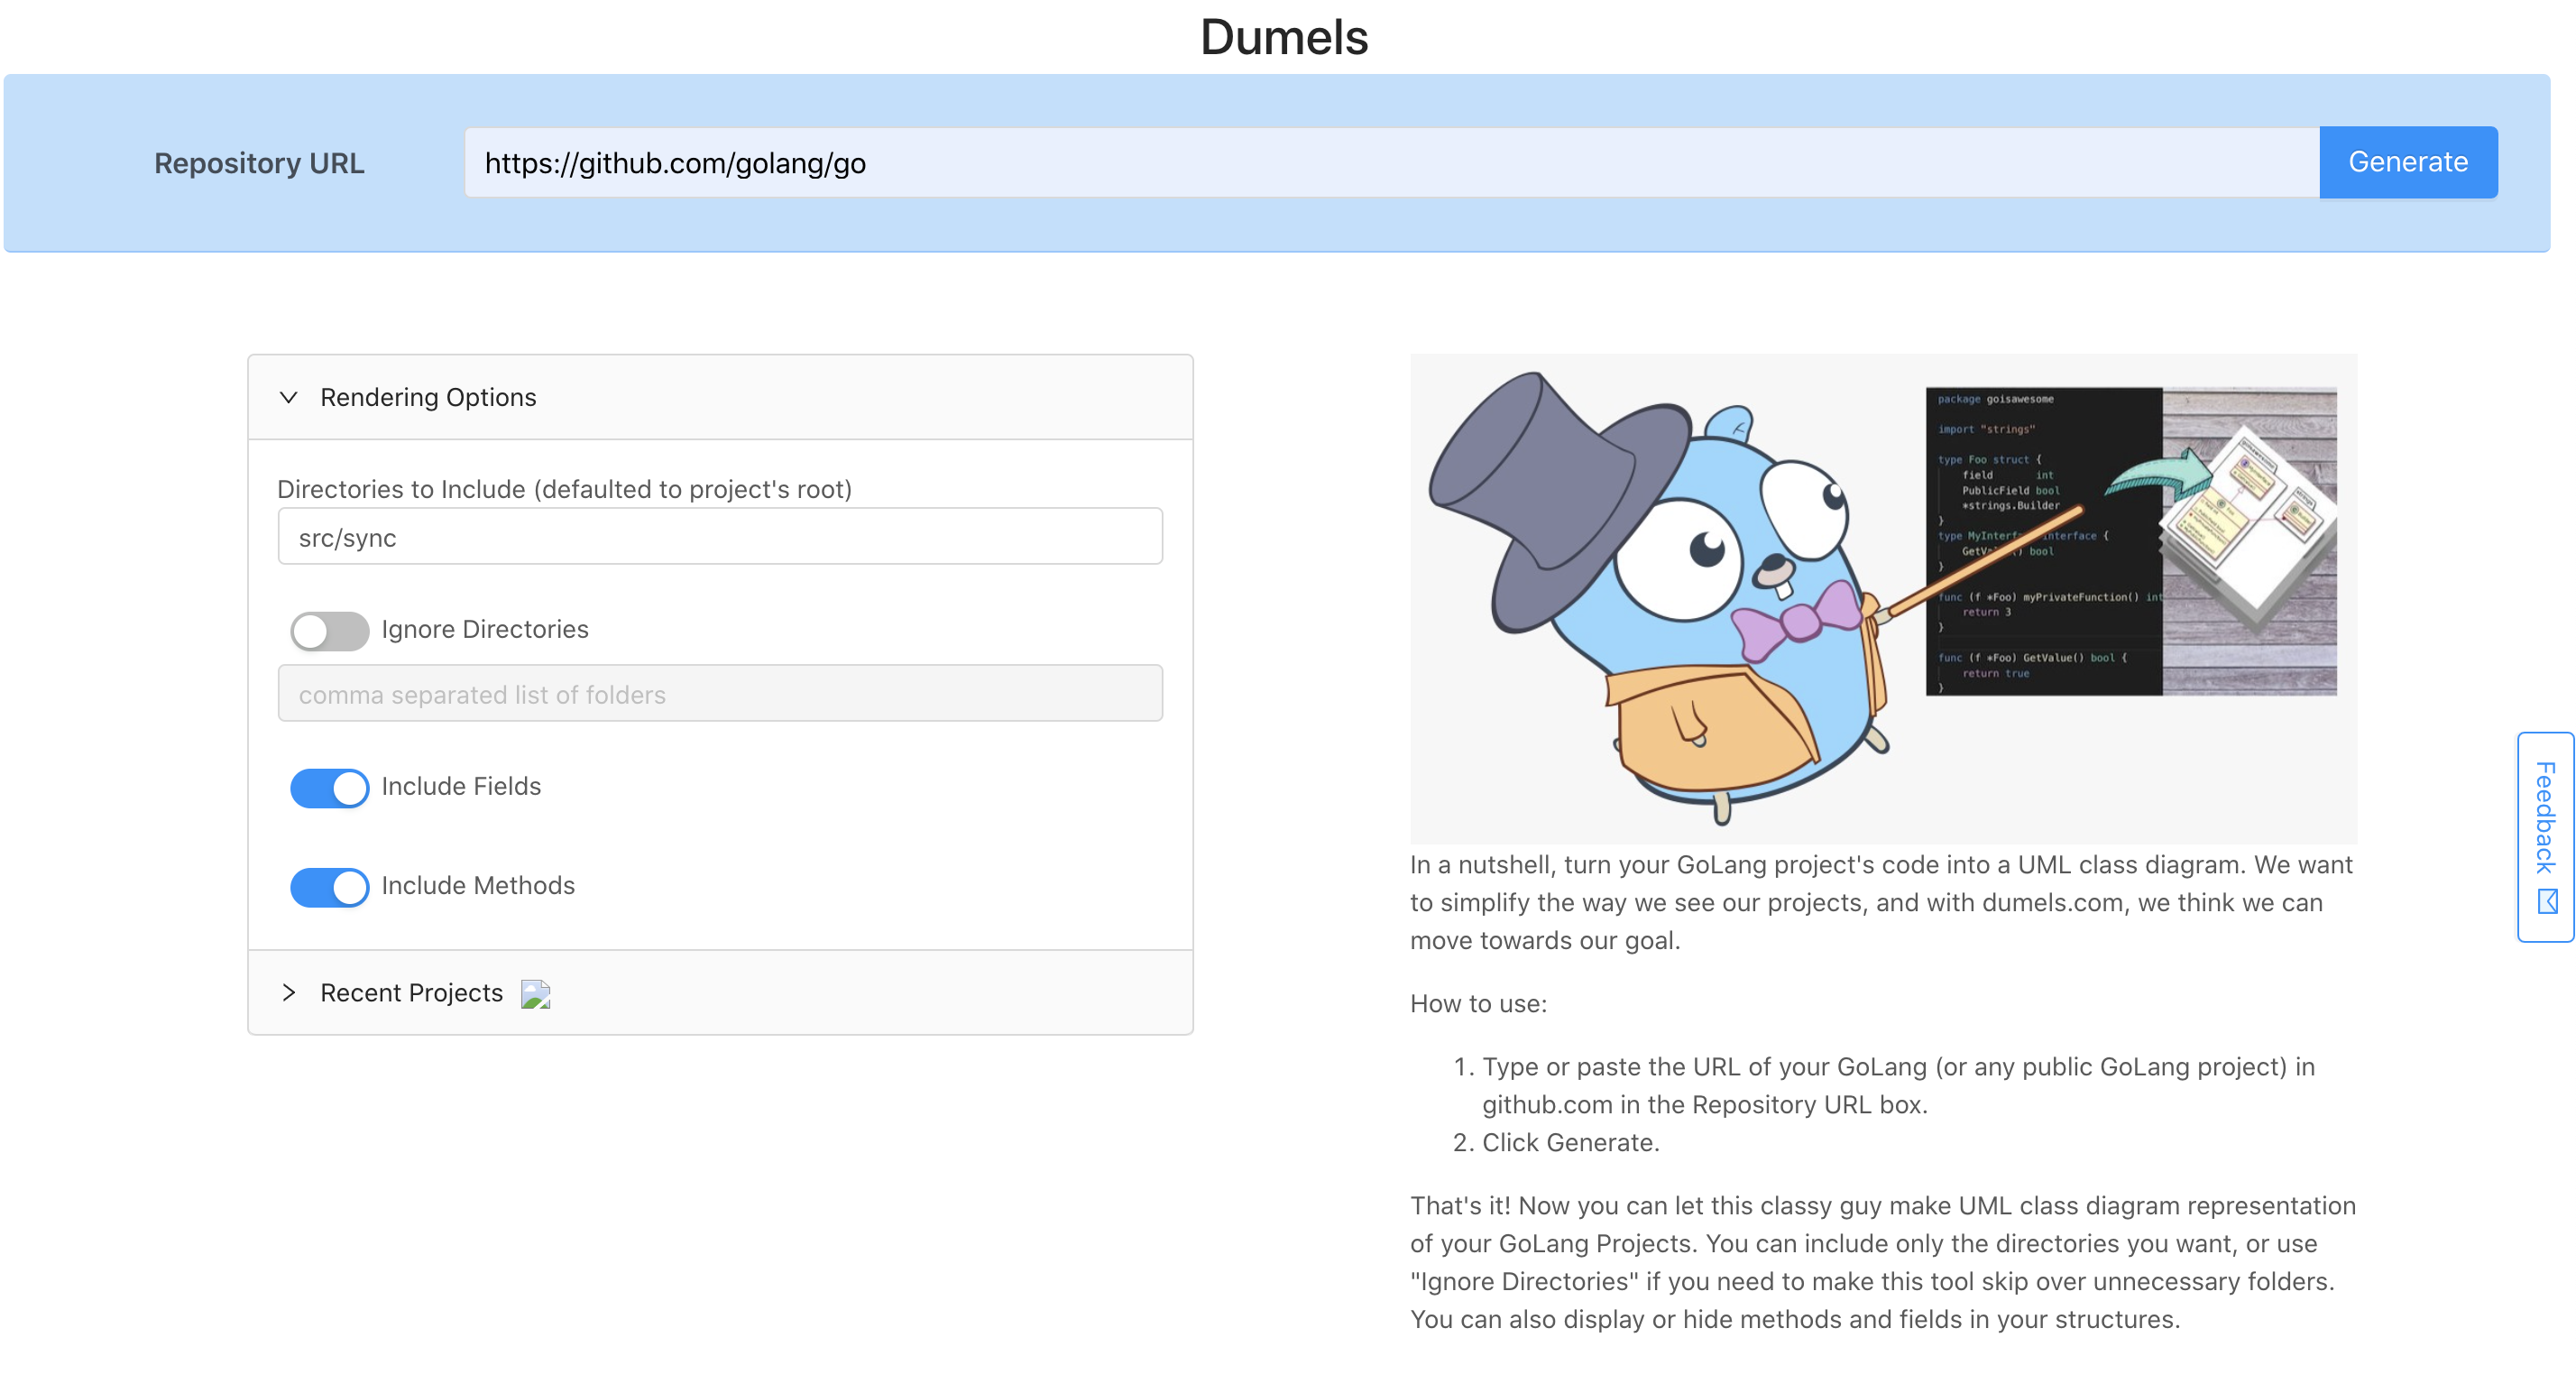 Dumels
Repository URL
https://github.com/golang/go
Generate
Rendering Options
Directories to Include (defaulted to project's root)
src/sync
Ignore Directories
comma separated list of folders
Include Fields
Include Methods
Recent Projects
package goisawesome
import "strings"
type Foo struct {
field int
PublicField bool
*strings.Builder
}
type MyInterf interface {
GetV () bool
}
func (f *Foo) myPrivateFunction() int
return 3
}
func (f *Foo) GetValue() bool {
return true
}
In a nutshell, turn your GoLang project's code into a UML class diagram. We want
to simplify the way we see our projects, and with dumels.com, we think we can
move towards our goal.
How to use:
1. Type or paste the URL of your GoLang (or any public GoLang project) in
github.com in the Repository URL box.
2. Click Generate.
That's it! Now you can let this classy guy make UML class diagram representation
of your GoLang Projects. You can include only the directories you want, or use
"Ignore Directories" if you need to make this tool skip over unnecessary folders.
You can also display or hide methods and fields in your structures.
Feedback